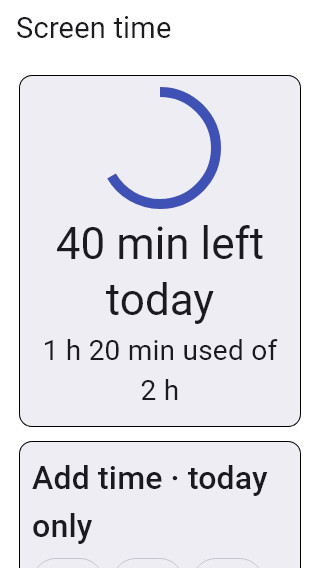 Screen time
40 min left
today
1 h 20 min used of
2 h
Add time · today
only